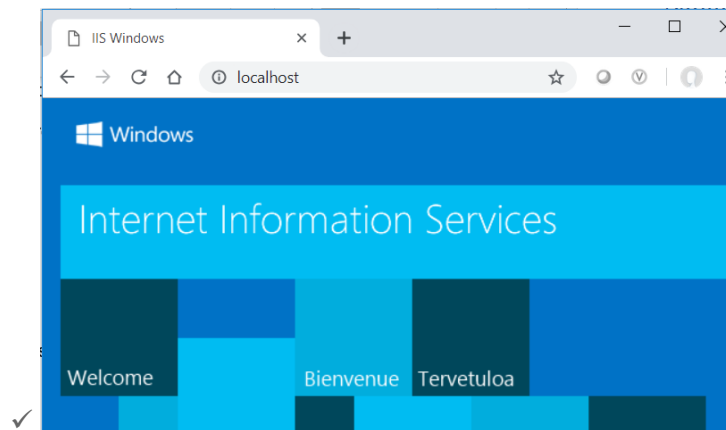 IIS Windows
localhost
Windows
Internet Information Services
Welcome Bienvenue Tervetuloa